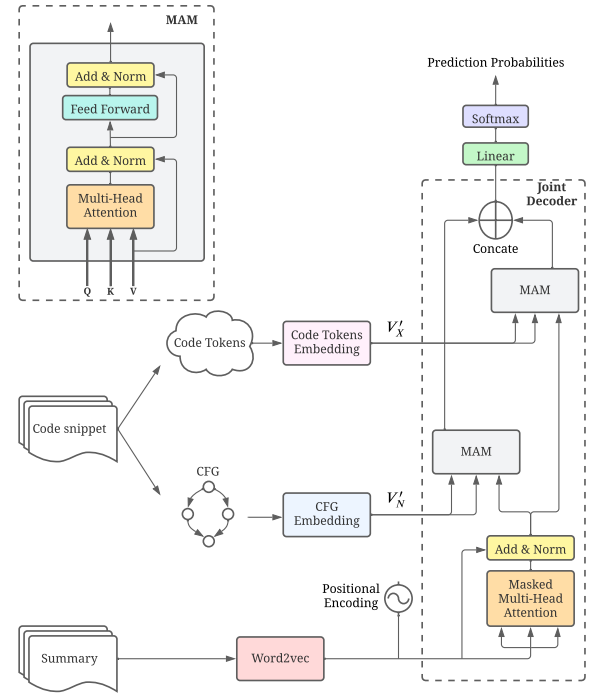 MAM
Add & Norm
Feed Forward
Add & Norm
Multi-Head
Attention
Q K V
Prediction Probabilities
Softmax
Linear
Joint
Decoder
Concate
MAM
Code Tokens
Code Tokens
Embedding
V'X
Code snippet
MAM
CFG
CFG
Embedding
V'N
Add & Norm
Masked
Multi-Head
Attention
Positional
Encoding
Summary
Word2vec